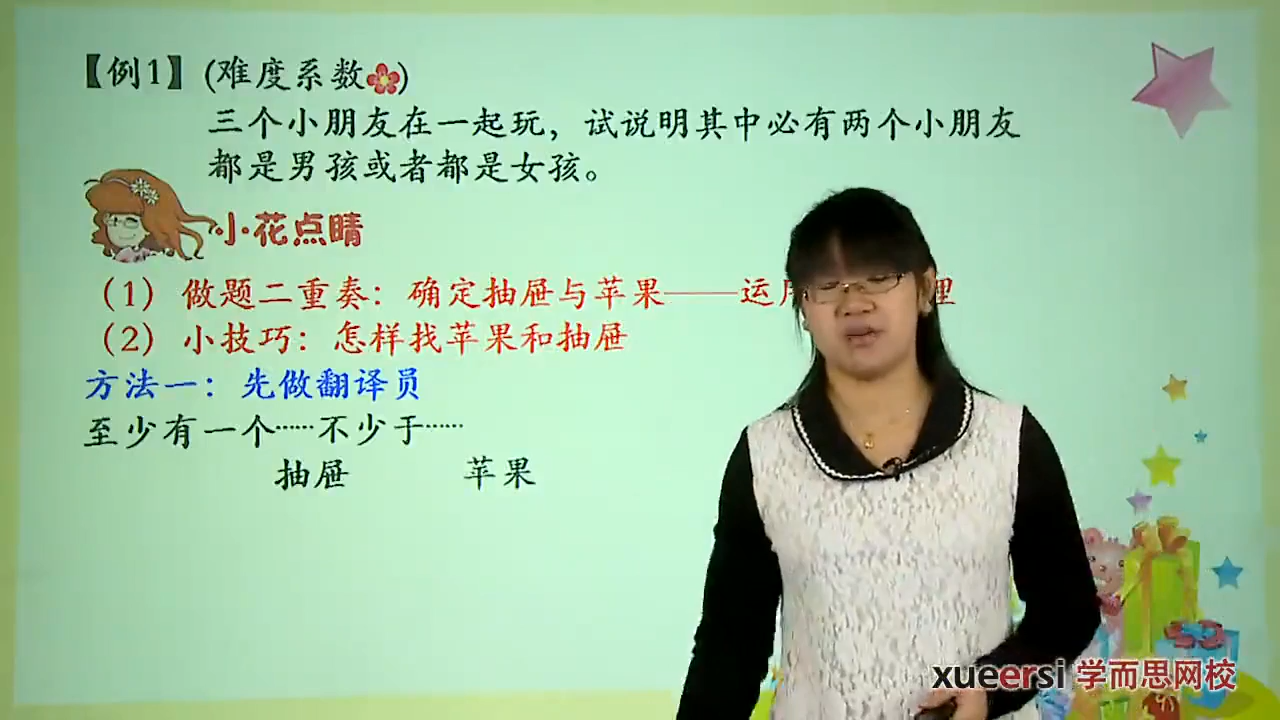 【例1】(难度系数)
三个小朋友在一起玩，试说明其中必有两个小朋友
都是男孩或者都是女孩。
小花点睛
（1）做题二重奏：确定抽屉与苹果——运 理
（2）小技巧：怎样找苹果和抽屉
方法一：先做翻译员
至少有一个……不少于……
抽屉 苹果
xueersi 学而思网校